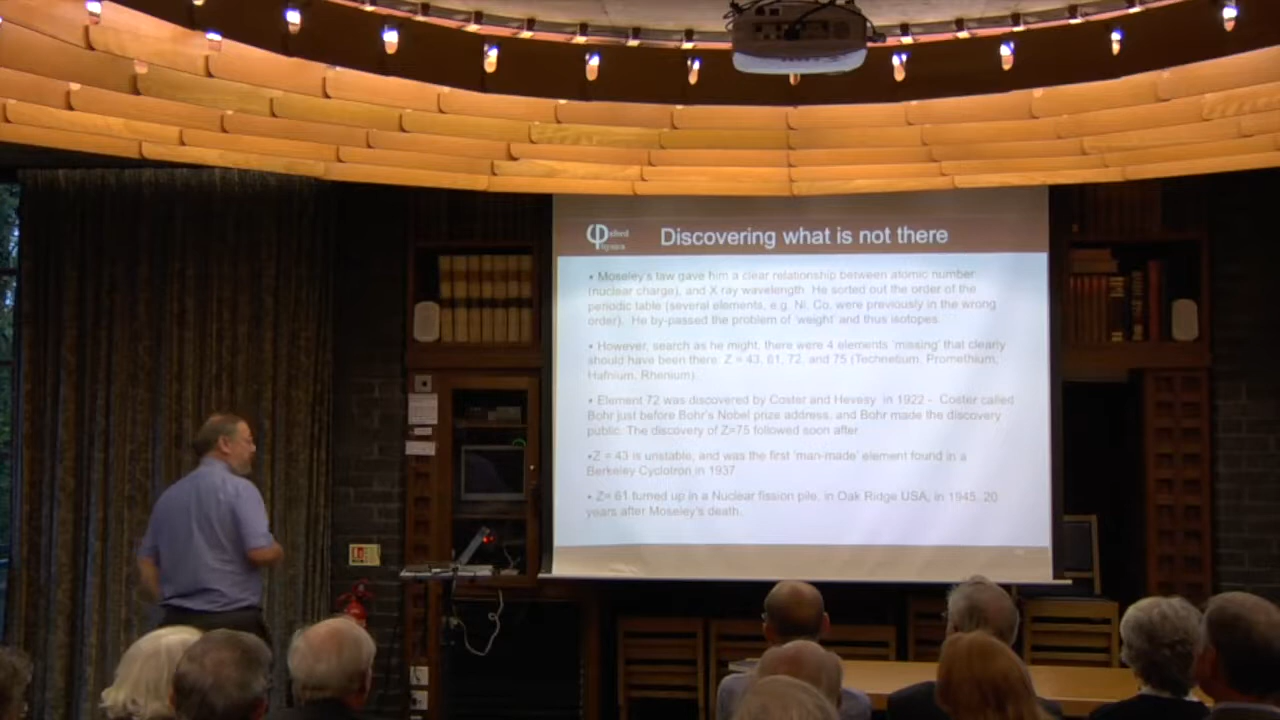 Oxford
Physics
Discovering what is not there
• Moseley's law gave him a clear relationship between atomic number
(nuclear charge), and X ray wavelength. He sorted out the order of the
periodic table (several elements, e.g. Ni, Co, were previously in the wrong
order). He by-passed the problem of 'weight' and thus isotopes.
• However, search as he might, there were 4 elements 'missing' that clearly
should have been there: Z = 43, 61, 72, and 75 (Technetium, Promethium,
Hafnium, Rhenium).
• Element 72 was discovered by Coster and Hevesy in 1922 - Coster called
Bohr just before Bohr's Nobel prize address, and Bohr made the discovery
public. The discovery of Z=75 followed soon after
•Z = 43 is unstable, and was the first 'man-made' element found in a
Berkeley Cyclotron in 1937
• Z= 61 turned up in a Nuclear fission pile, in Oak Ridge USA, in 1945, 20
years after Moseley's death.